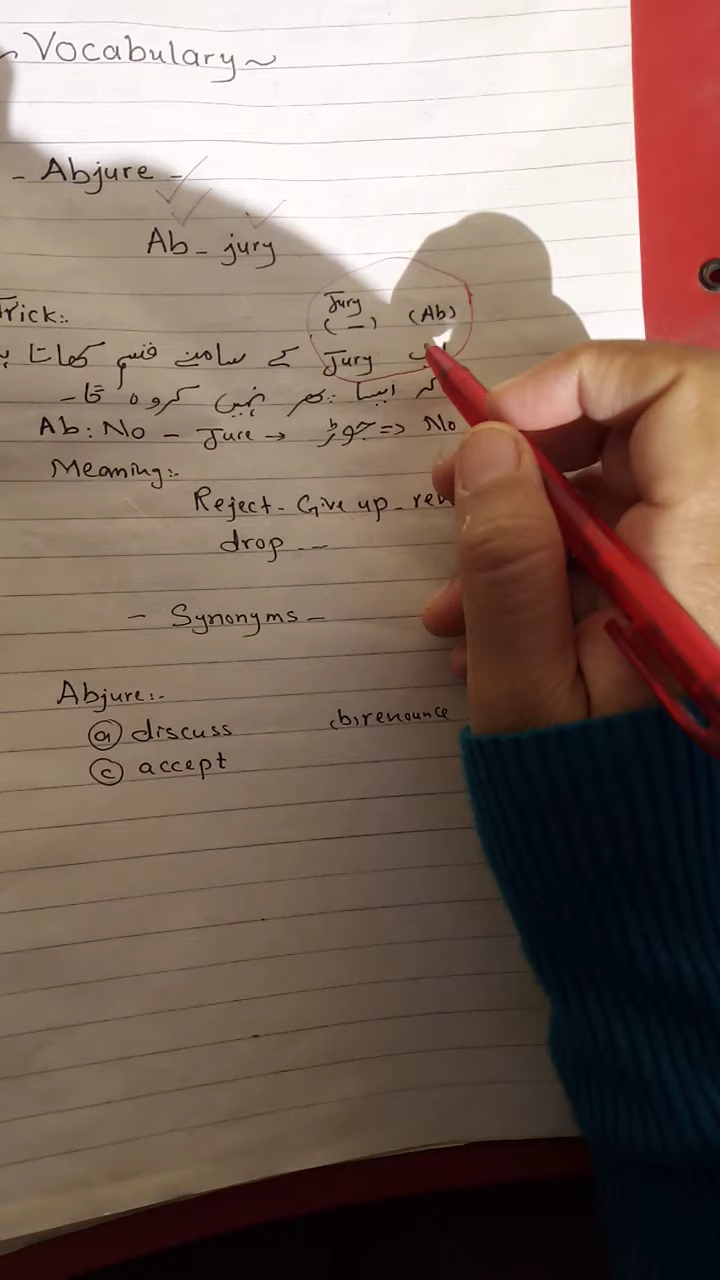 ~ Vocabulary ~
- Abjure -
Ab - jury
Trick:.
Jury
( — ) (Ab)
Jury کے سامنے قسم کھاتا
کہ ایسا نہیں کروں گا۔
Ab: No - Jure → جوڑ => No
Meaning:.
Reject - Give up -
drop --
- Synonyms -
Abjure:.
(a) discuss (b) renounce
(c) accept